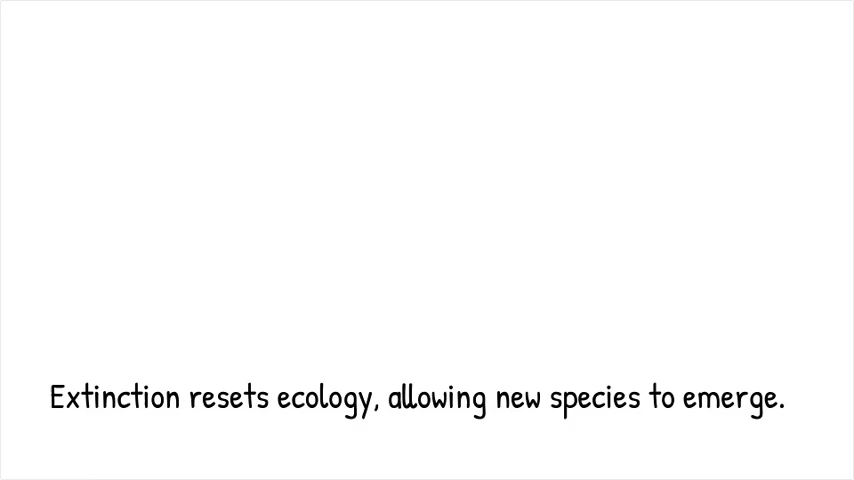 Extinction resets ecology, allowing new species to emerge.